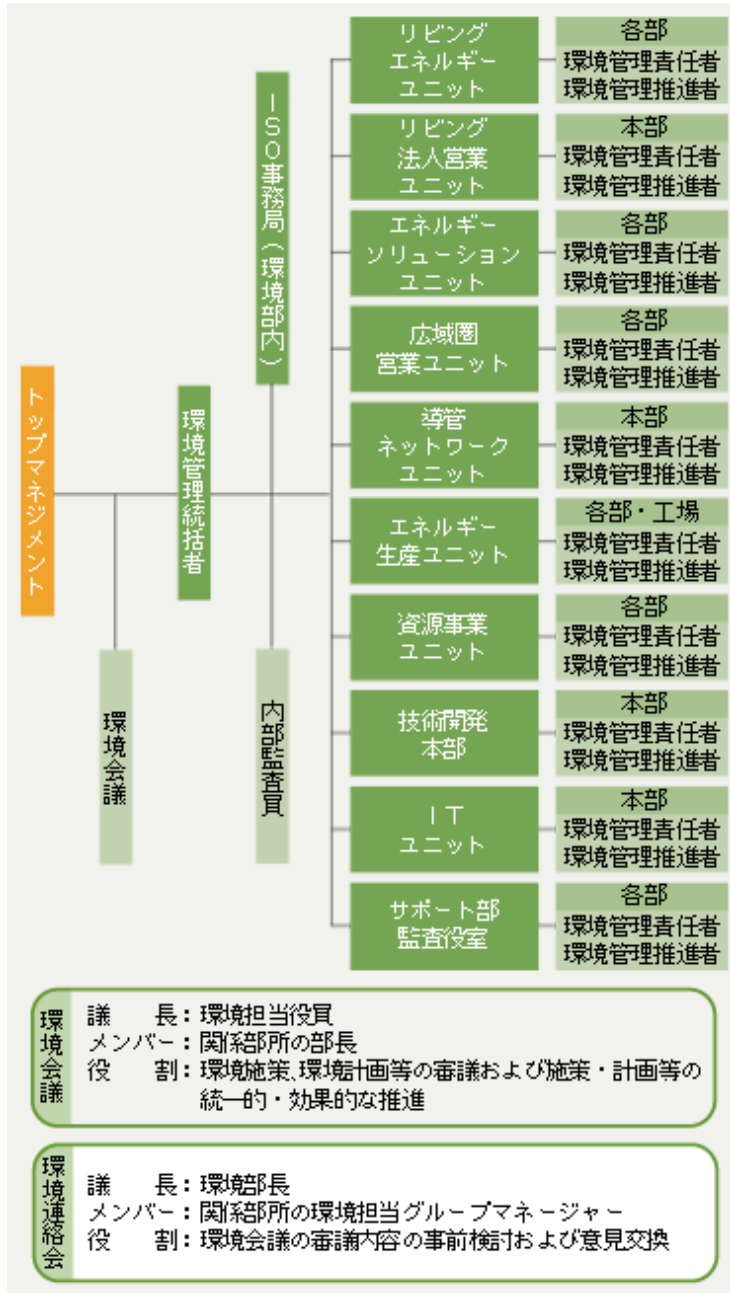 トップマネジメント
環境会議
環境管理統括者
ISO事務局(環境部内)
内部監査員
リビング
エネルギー
ユニット
各部
環境管理責任者
環境管理推進者
リビング
法人営業
ユニット
本部
環境管理責任者
環境管理推進者
エネルギー
ソリューション
ユニット
各部
環境管理責任者
環境管理推進者
広域圏
営業ユニット
各部
環境管理責任者
環境管理推進者
導管
ネットワーク
ユニット
本部
環境管理責任者
環境管理推進者
エネルギー
生産ユニット
各部・工場
環境管理責任者
環境管理推進者
資源事業
ユニット
各部
環境管理責任者
環境管理推進者
技術開発
本部
本部
環境管理責任者
環境管理推進者
IT
ユニット
本部
環境管理責任者
環境管理推進者
サポート部
監査役室
各部
環境管理責任者
環境管理推進者
環境会議
議 長:環境担当役員
メンバー:関係部所の部長
役 割:環境施策、環境計画等の審議および施策・計画等の
統一的・効果的な推進
環境連絡会
議 長:環境部長
メンバー:関係部所の環境担当グループマネージャー
役 割:環境会議の審議内容の事前検討および意見交換